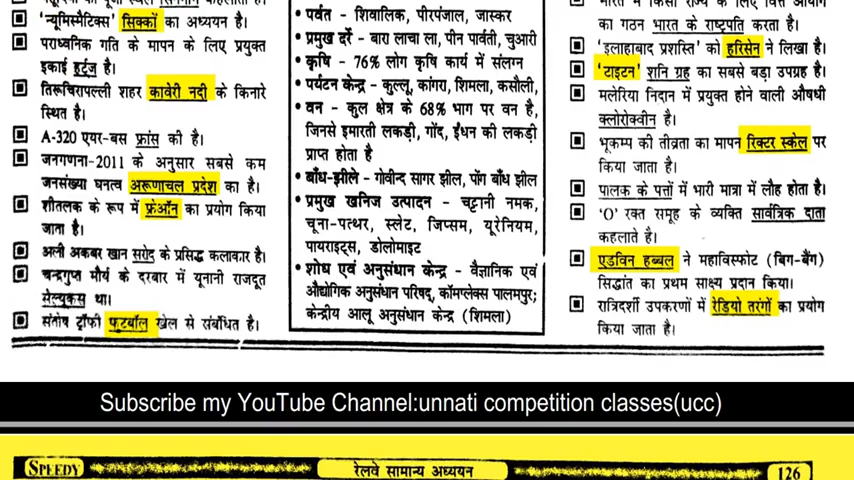 'न्यूमिस्मैटिक्स' सिक्कों का अध्ययन है।
पराध्वनिक गति के मापन के लिए प्रयुक्त
इकाई हर्ट्ज है।
तिरूचिरापल्ली शहर कावेरी नदी के किनारे
स्थित है।
A-320 एयर-बस फ्रांस की है।
जनगणना-2011 के अनुसार सबसे कम
जनसंख्या घनत्व अरूणाचल प्रदेश का है।
शीतलक के रूप में फ्रेऑन का प्रयोग किया
जाता है।
अली अकबर खान सरोद के प्रसिद्ध कलाकार है।
चन्द्रगुप्त मौर्य के दरबार में यूनानी राजदूत
सेल्यूकस था।
संतोष ट्रॉफी फुटबॉल खेल से संबंधित है।
• पर्वत - शिवालिक, पीरपंजाल, जास्कर
• प्रमुख दर्रे - बारा लाचा ला, पीन पार्वती, चुआरी
• कृषि - 76% लोग कृषि कार्य में संलग्न
• पर्यटन केन्द्र - कुल्लू, कांगरा, शिमला, कसौली,
• वन - कुल क्षेत्र के 68% भाग पर वन है,
जिनसे इमारती लकड़ी, गोंद, ईंधन की लकड़ी
प्राप्त होता है
• बाँध-झीले - गोवीन्द सागर झील, पोंग बाँध झील
• प्रमुख खनिज उत्पादन - चट्टानी नमक,
चूना-पत्थर, स्लेट, जिप्सम, यूरेनियम,
पायराइट्स, डोलोमाइट
• शोध एवं अनुसंधान केन्द्र - वैज्ञानिक एवं
औद्योगिक अनुसंधान परिषद्, कॉमप्लेक्स पालमपुर;
केन्द्रीय आलू अनुसंधान केन्द्र (शिमला)
का गठन भारत के राष्ट्रपति करता है।
'इलाहाबाद प्रशस्ति' को हरिसेन ने लिखा है।
'टाइटन' शनि ग्रह का सबसे बड़ा उपग्रह है।
मलेरिया निदान में प्रयुक्त होने वाली औषधी
क्लोरोक्वीन है।
भूकम्प की तीव्रता का मापन रिक्टर स्केल पर
किया जाता है।
पालक के पत्तों में भारी मात्रा में लौह होता है।
'O' रक्त समूह के व्यक्ति सार्वत्रिक दाता
कहलाते है।
एडविन हब्बल ने महाविस्फोट (बिग-बैंग)
सिद्धांत का प्रथम साक्ष्य प्रदान किया।
रात्रिदर्शी उपकरणों में रेडियो तरंगों का प्रयोग
किया जाता है।
Subscribe my YouTube Channel:unnati competition classes(ucc)
SPEEDY रेलवे सामान्य अध्ययन 126